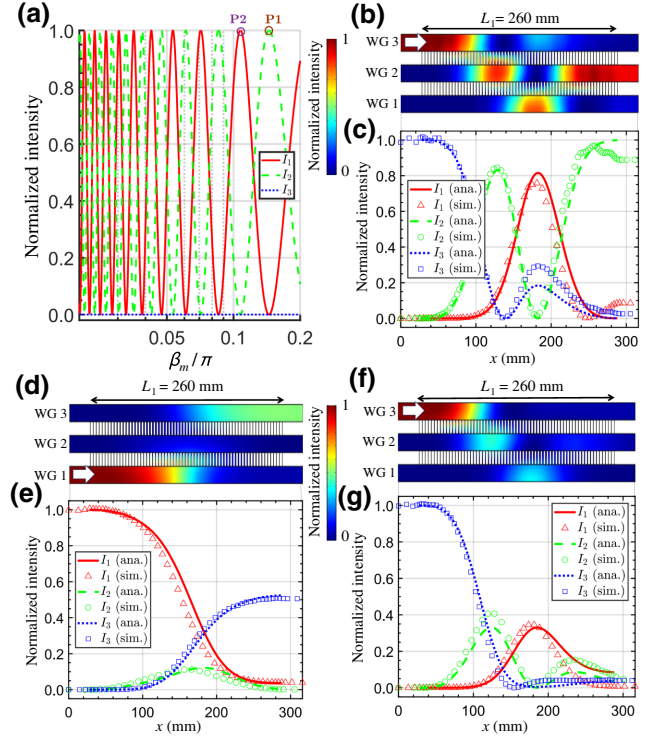 (a)
P2 P1
1.0
0.8
0.6
0.4
0.2
0.0
Normalized intensity
I₁
I₂
I₃
0.05 0.1 0.2
βₘ/π
1
0
Normalized intensity
(b)
L₁= 260 mm
WG 3
WG 2
WG 1
(c)
1.0
0.8
0.6
0.4
0.2
0.0
Normalized intensity
I₁ (ana.)
I₁ (sim.)
I₂ (ana.)
I₂ (sim.)
I₃ (ana.)
I₃ (sim.)
0 100 200 300
x (mm)
(d)
L₁ = 260 mm
WG 3
WG 2
WG 1
1
0
Normalized intensity
(e)
1.0
0.8
0.6
0.4
0.2
0.0
Normalized intensity
I₁ (ana.)
I₁ (sim.)
I₂ (ana.)
I₂ (sim.)
I₃ (ana.)
I₃ (sim.)
0 100 200 300
x (mm)
(f)
L₁ = 260 mm
WG 3
WG 2
WG 1
(g)
1.0
0.8
0.6
0.4
0.2
0.0
Normalized intensity
I₁ (ana.)
I₁ (sim.)
I₂ (ana.)
I₂ (sim.)
I₃ (ana.)
I₃ (sim.)
0 100 200 300
x (mm)